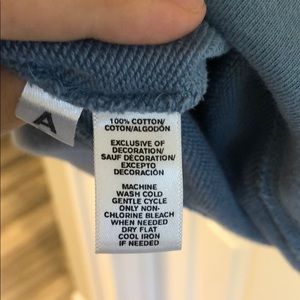 A
100% COTTON/
COTON/ALGODÓN
EXCLUSIVE OF
DECORATION/
SAUF DÉCORATION/
EXCEPTO
DECORACIÓN
MACHINE
WASH COLD
GENTLE CYCLE
ONLY NON-
CHLORINE BLEACH
WHEN NEEDED
DRY FLAT
COOL IRON
IF NEEDED